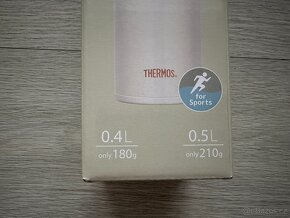 THERMOS.
for
Sports
0.4L
only 180g
0.5L
only 210g